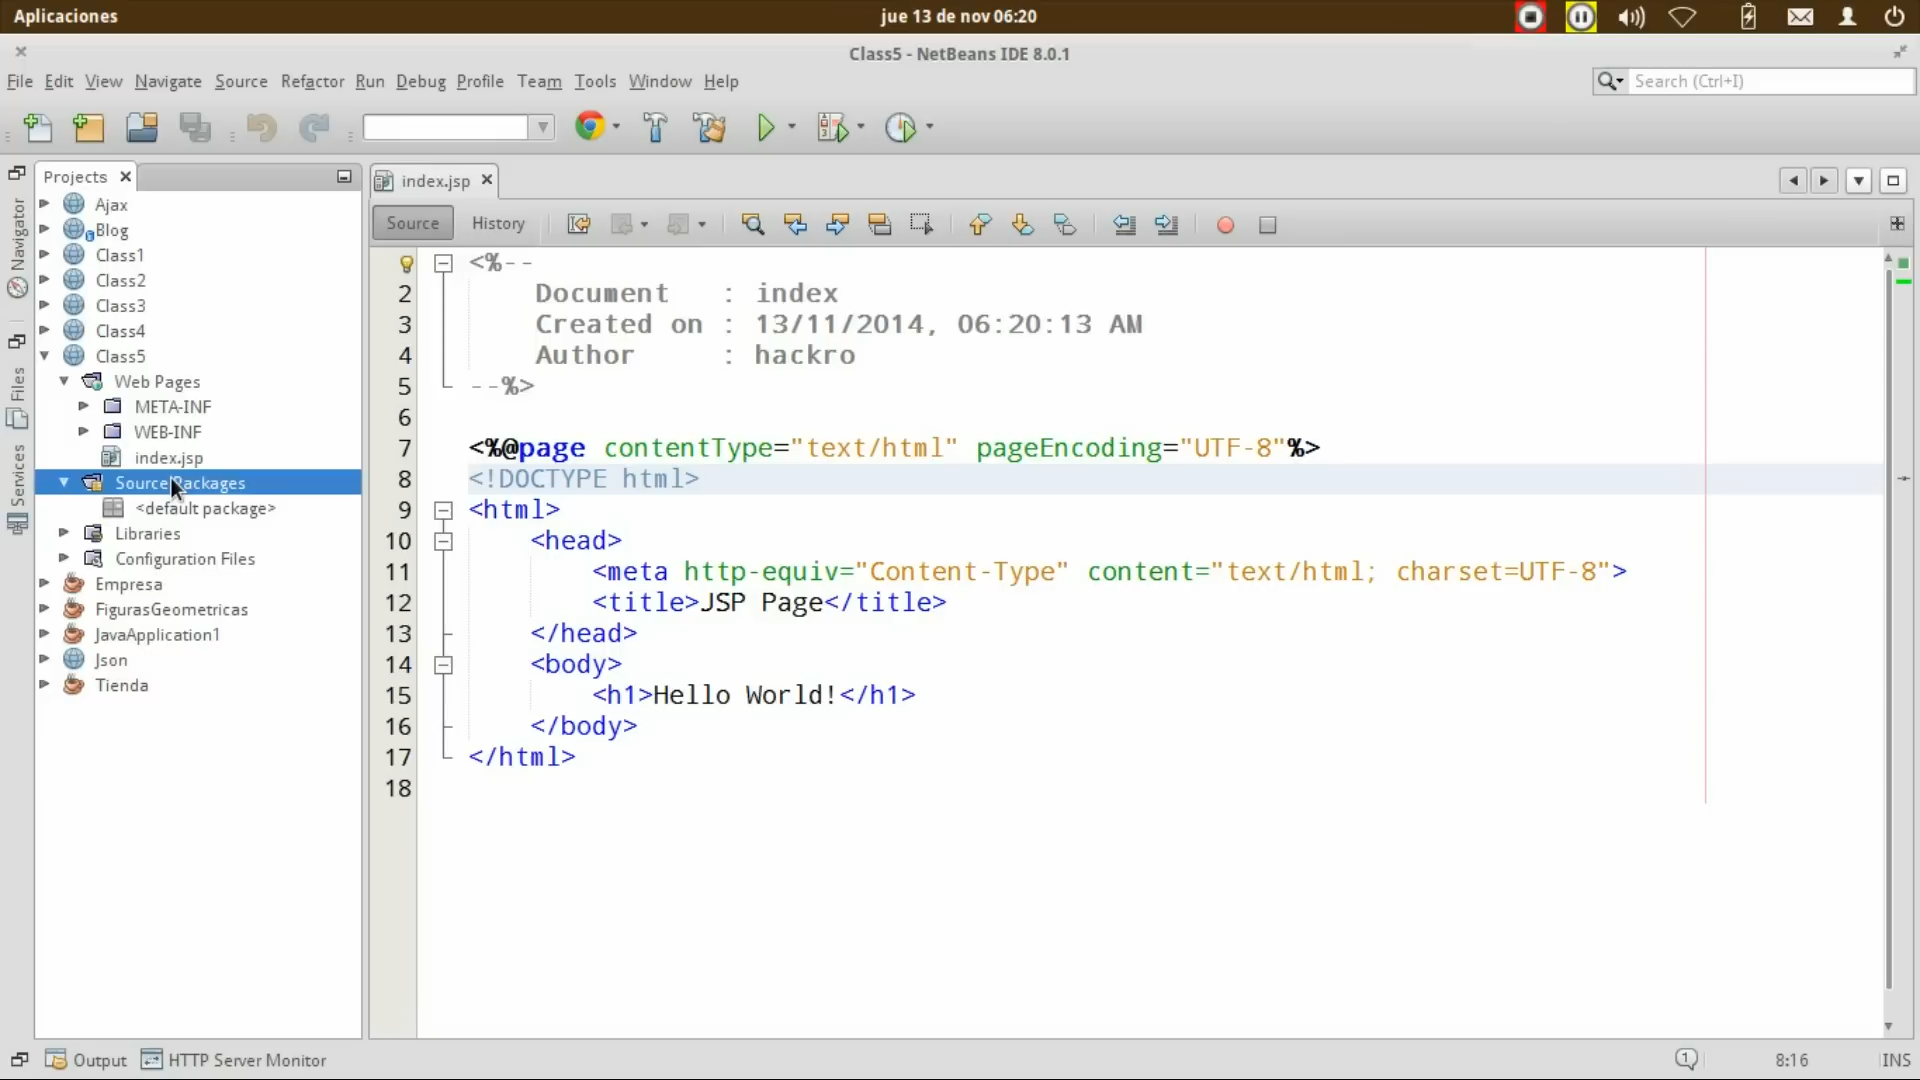 Aplicaciones
jue 13 de nov 06:20
Class5 - NetBeans IDE 8.0.1
File Edit View Navigate Source Refactor Run Debug Profile Team Tools Window Help
Search (Ctrl+I)
Projects
index.jsp
Source History
Navigator
Files
Services
Ajax
Blog
Class1
Class2
Class3
Class4
Class5
Web Pages
META-INF
WEB-INF
index.jsp
Source Packages
<default package>
Libraries
Configuration Files
Empresa
FigurasGeometricas
JavaApplication1
Json
Tienda
<%--
2 Document : index
3 Created on : 13/11/2014, 06:20:13 AM
4 Author : hackro
5 --%>
6
7 <%@page contentType="text/html" pageEncoding="UTF-8"%>
8 <!DOCTYPE html>
9 <html>
10 <head>
11 <meta http-equiv="Content-Type" content="text/html; charset=UTF-8">
12 <title>JSP Page</title>
13 </head>
14 <body>
15 <h1>Hello World!</h1>
16 </body>
17 </html>
18
Output HTTP Server Monitor
1
8:16
INS